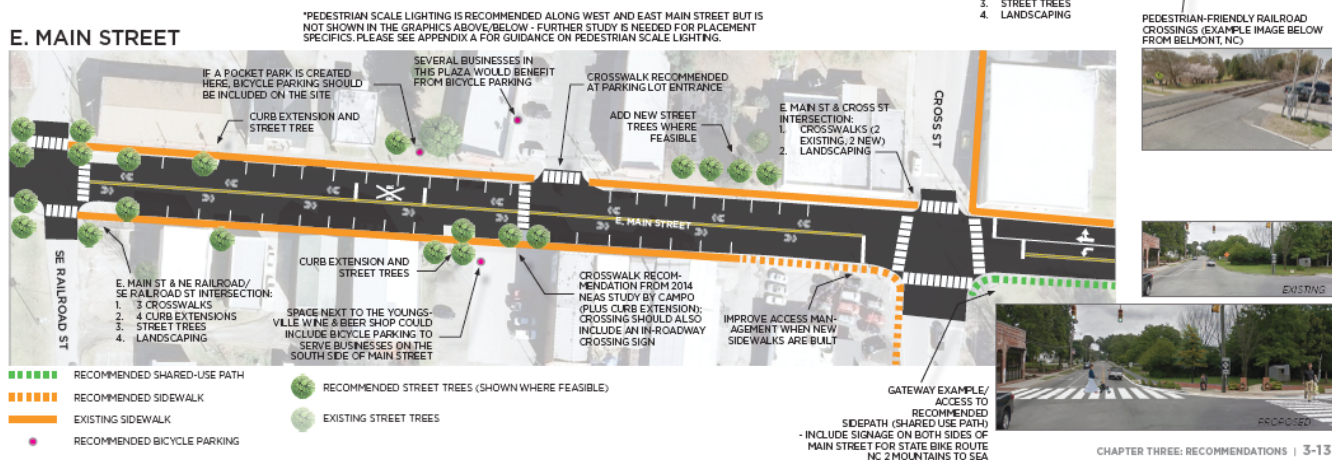 3. STREET TREES
4. LANDSCAPING
*PEDESTRIAN SCALE LIGHTING IS RECOMMENDED ALONG WEST AND EAST MAIN STREET BUT IS
NOT SHOWN IN THE GRAPHICS ABOVE/BELOW - FURTHER STUDY IS NEEDED FOR PLACEMENT
SPECIFICS. PLEASE SEE APPENDIX A FOR GUIDANCE ON PEDESTRIAN SCALE LIGHTING.
PEDESTRIAN-FRIENDLY RAILROAD
CROSSINGS (EXAMPLE IMAGE BELOW
FROM BELMONT, NC)
E. MAIN STREET
IF A POCKET PARK IS CREATED
HERE, BICYCLE PARKING SHOULD
BE INCLUDED ON THE SITE
SEVERAL BUSINESSES IN
THIS PLAZA WOULD BENEFIT
FROM BICYCLE PARKING
CROSSWALK RECOMMENDED
AT PARKING LOT ENTRANCE
CURB EXTENSION AND
STREET TREE
ADD NEW STREET
TREES WHERE
FEASIBLE
E. MAIN ST & CROSS ST
INTERSECTION:
1. CROSSWALKS (2
EXISTING, 2 NEW)
2. LANDSCAPING
CROSS ST
E. MAIN STREET
SE RAILROAD ST
E. MAIN ST & NE RAILROAD/
SE RAILROAD ST INTERSECTION:
1. 3 CROSSWALKS
2. 4 CURB EXTENSIONS
3. STREET TREES
4. LANDSCAPING
CURB EXTENSION AND
STREET TREES
SPACE NEXT TO THE YOUNGS-
VILLE WINE & BEER SHOP COULD
INCLUDE BICYCLE PARKING TO
SERVE BUSINESSES ON THE
SOUTH SIDE OF MAIN STREET
CROSSWALK RECOM-
MENDATION FROM 2014
NEAS STUDY BY CAMPO
(PLUS CURB EXTENSION);
CROSSING SHOULD ALSO
INCLUDE AN IN-ROADWAY
CROSSING SIGN
IMPROVE ACCESS MAN-
AGEMENT WHEN NEW
SIDEWALKS ARE BUILT
GATEWAY EXAMPLE/
ACCESS TO
RECOMMENDED
SIDEPATH (SHARED USE PATH)
- INCLUDE SIGNAGE ON BOTH SIDES OF
MAIN STREET FOR STATE BIKE ROUTE
NC 2 MOUNTAINS TO SEA
EXISTING
PROPOSED
RECOMMENDED SHARED-USE PATH
RECOMMENDED SIDEWALK
EXISTING SIDEWALK
RECOMMENDED BICYCLE PARKING
RECOMMENDED STREET TREES (SHOWN WHERE FEASIBLE)
EXISTING STREET TREES
CHAPTER THREE: RECOMMENDATIONS | 3-13